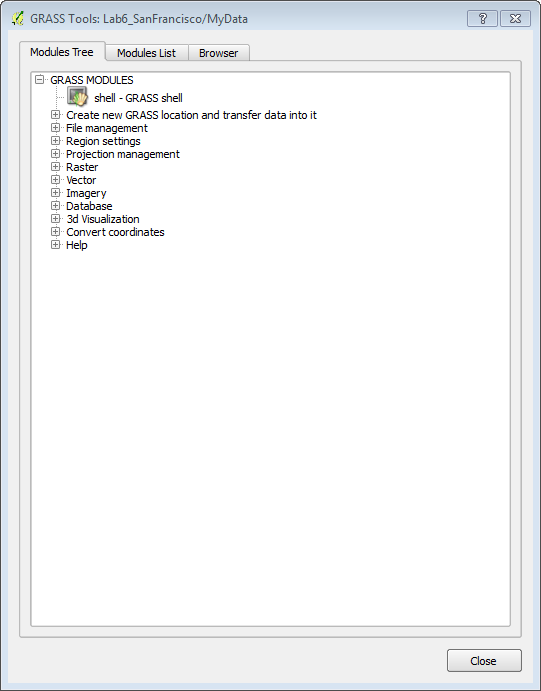 GRASS Tools: Lab6_SanFrancisco/MyData
Modules Tree
Modules List
Browser
GRASS MODULES
shell - GRASS shell
Create new GRASS location and transfer data into it
File management
Region settings
Projection management
Raster
Vector
Imagery
Database
3d Visualization
Convert coordinates
Help
Close